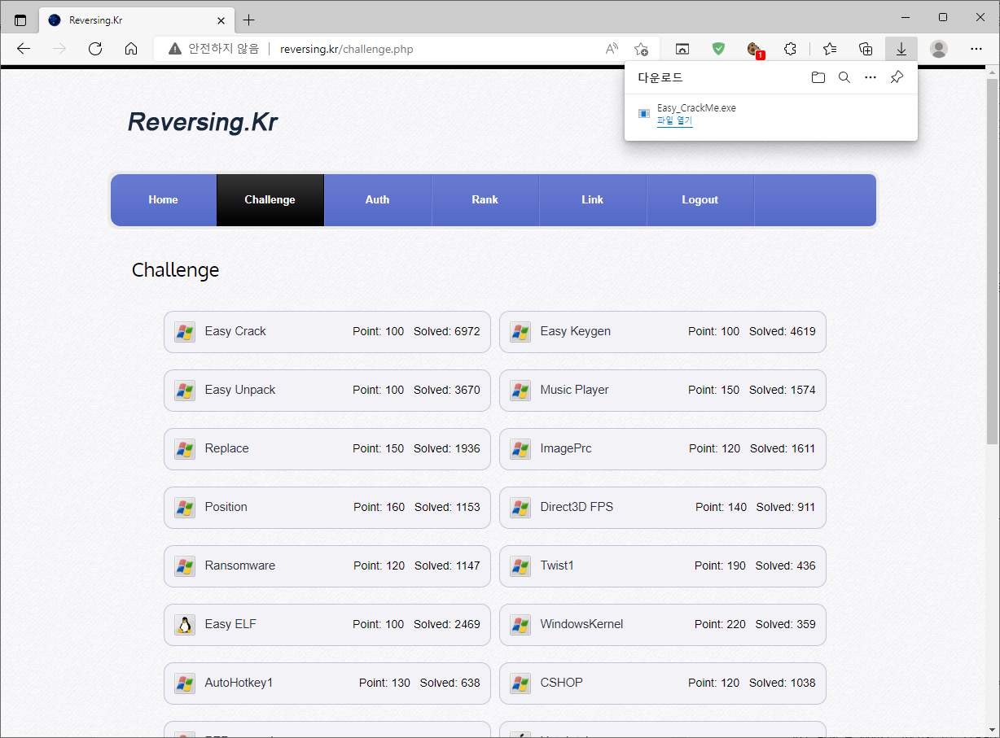 Reversing.Kr
안전하지 않음 reversing.kr/challenge.php
1
다운로드
Easy_CrackMe.exe
파일 열기
Reversing.Kr
Home Challenge Auth Rank Link Logout
Challenge
Easy Crack Point: 100 Solved: 6972
Easy Keygen Point: 100 Solved: 4619
Easy Unpack Point: 100 Solved: 3670
Music Player Point: 150 Solved: 1574
Replace Point: 150 Solved: 1936
ImagePrc Point: 120 Solved: 1611
Position Point: 160 Solved: 1153
Direct3D FPS Point: 140 Solved: 911
Ransomware Point: 120 Solved: 1147
Twist1 Point: 190 Solved: 436
Easy ELF Point: 100 Solved: 2469
WindowsKernel Point: 220 Solved: 359
AutoHotkey1 Point: 130 Solved: 638
CSHOP Point: 120 Solved: 1038